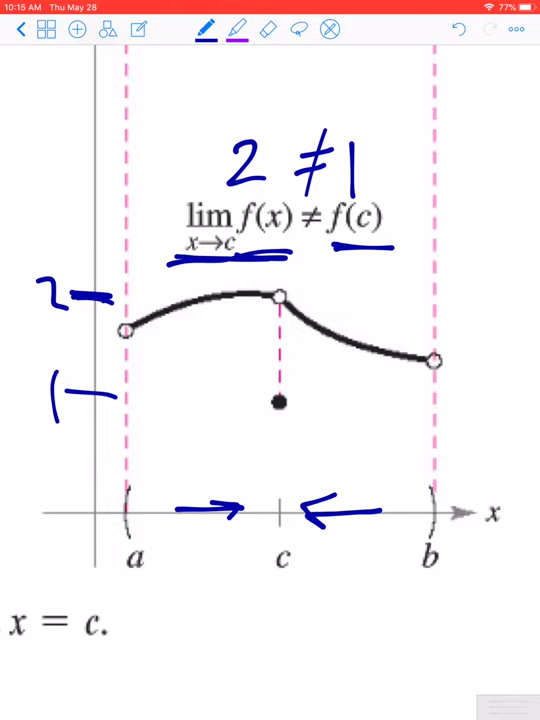 10:15 AM Thu May 28
77%
2 ≠ 1
lim f(x) ≠ f(c)
x→c
2
1
x
a c b
x = c.